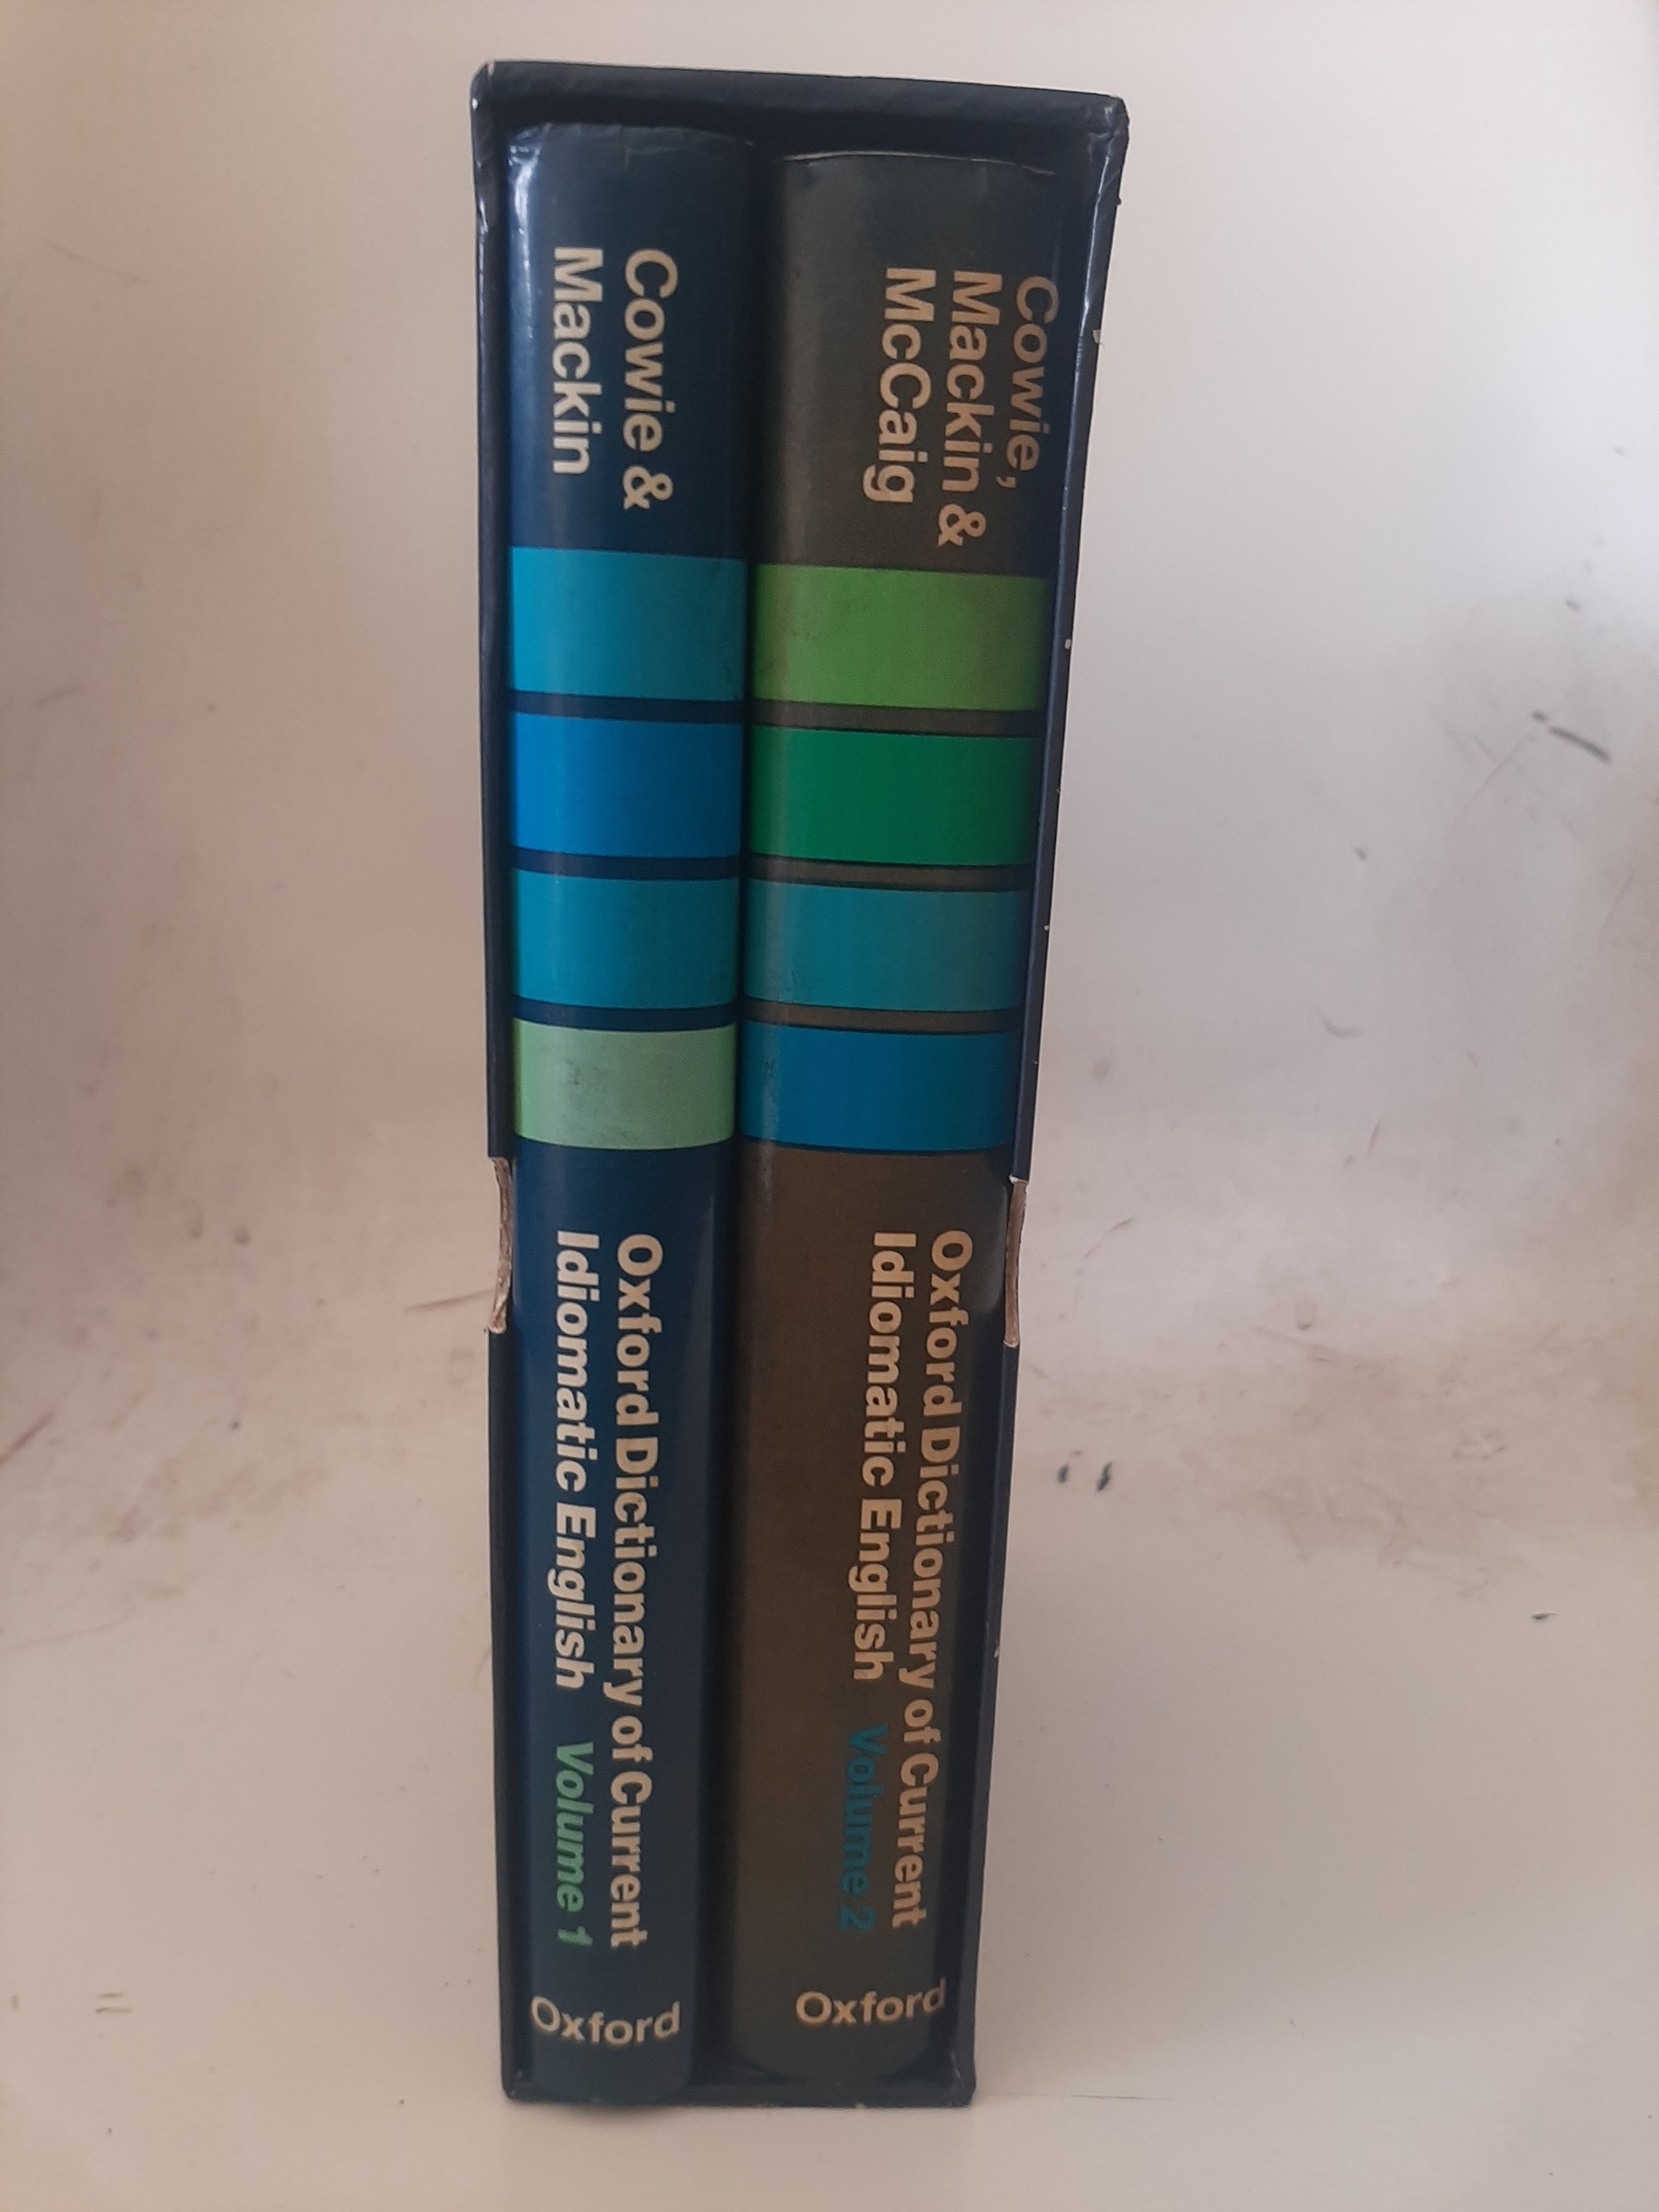 Cowie &
Mackin
Oxford Dictionary of Current
Idiomatic English Volume 1
Oxford
Cowie,
Mackin &
McCaig
Oxford Dictionary of Current
Idiomatic English Volume 2
Oxford